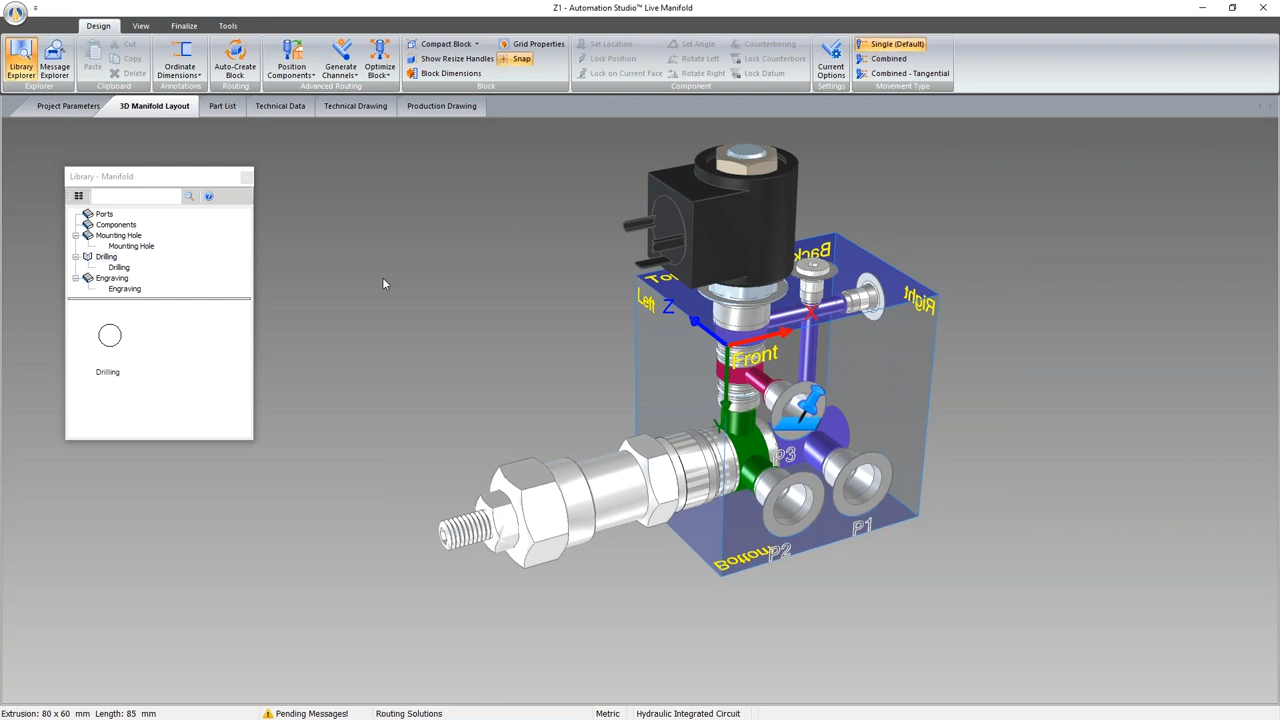 Z1 - Automation Studio™ Live Manifold
Design View Finalize Tools
Library Explorer
Message Explorer
Explorer
Paste
Cut
Copy
Delete
Clipboard
Ordinate Dimensions
Annotations
Auto-Create Block
Routing
Position Components
Generate Channels
Optimize Block
Advanced Routing
Compact Block
Show Resize Handles
Block Dimensions
Grid Properties
Snap
Block
Set Location
Lock Position
Lock on Current Face
Set Angle
Rotate Left
Rotate Right
Counterboring
Lock Counterbore
Lock Datum
Component
Current Options
Settings
Single (Default)
Combined
Combined - Tangential
Movement Type
Project Parameters 3D Manifold Layout Part List Technical Data Technical Drawing Production Drawing
Library - Manifold
Ports
Components
Mounting Hole
Mounting Hole
Drilling
Drilling
Engraving
Engraving
Drilling
Back
Left
Z
Right
X
Front
P3
P1
P2
Bottom
Extrusion: 80 x 60 mm Length: 85 mm Pending Messages! Routing Solutions Metric Hydraulic Integrated Circuit